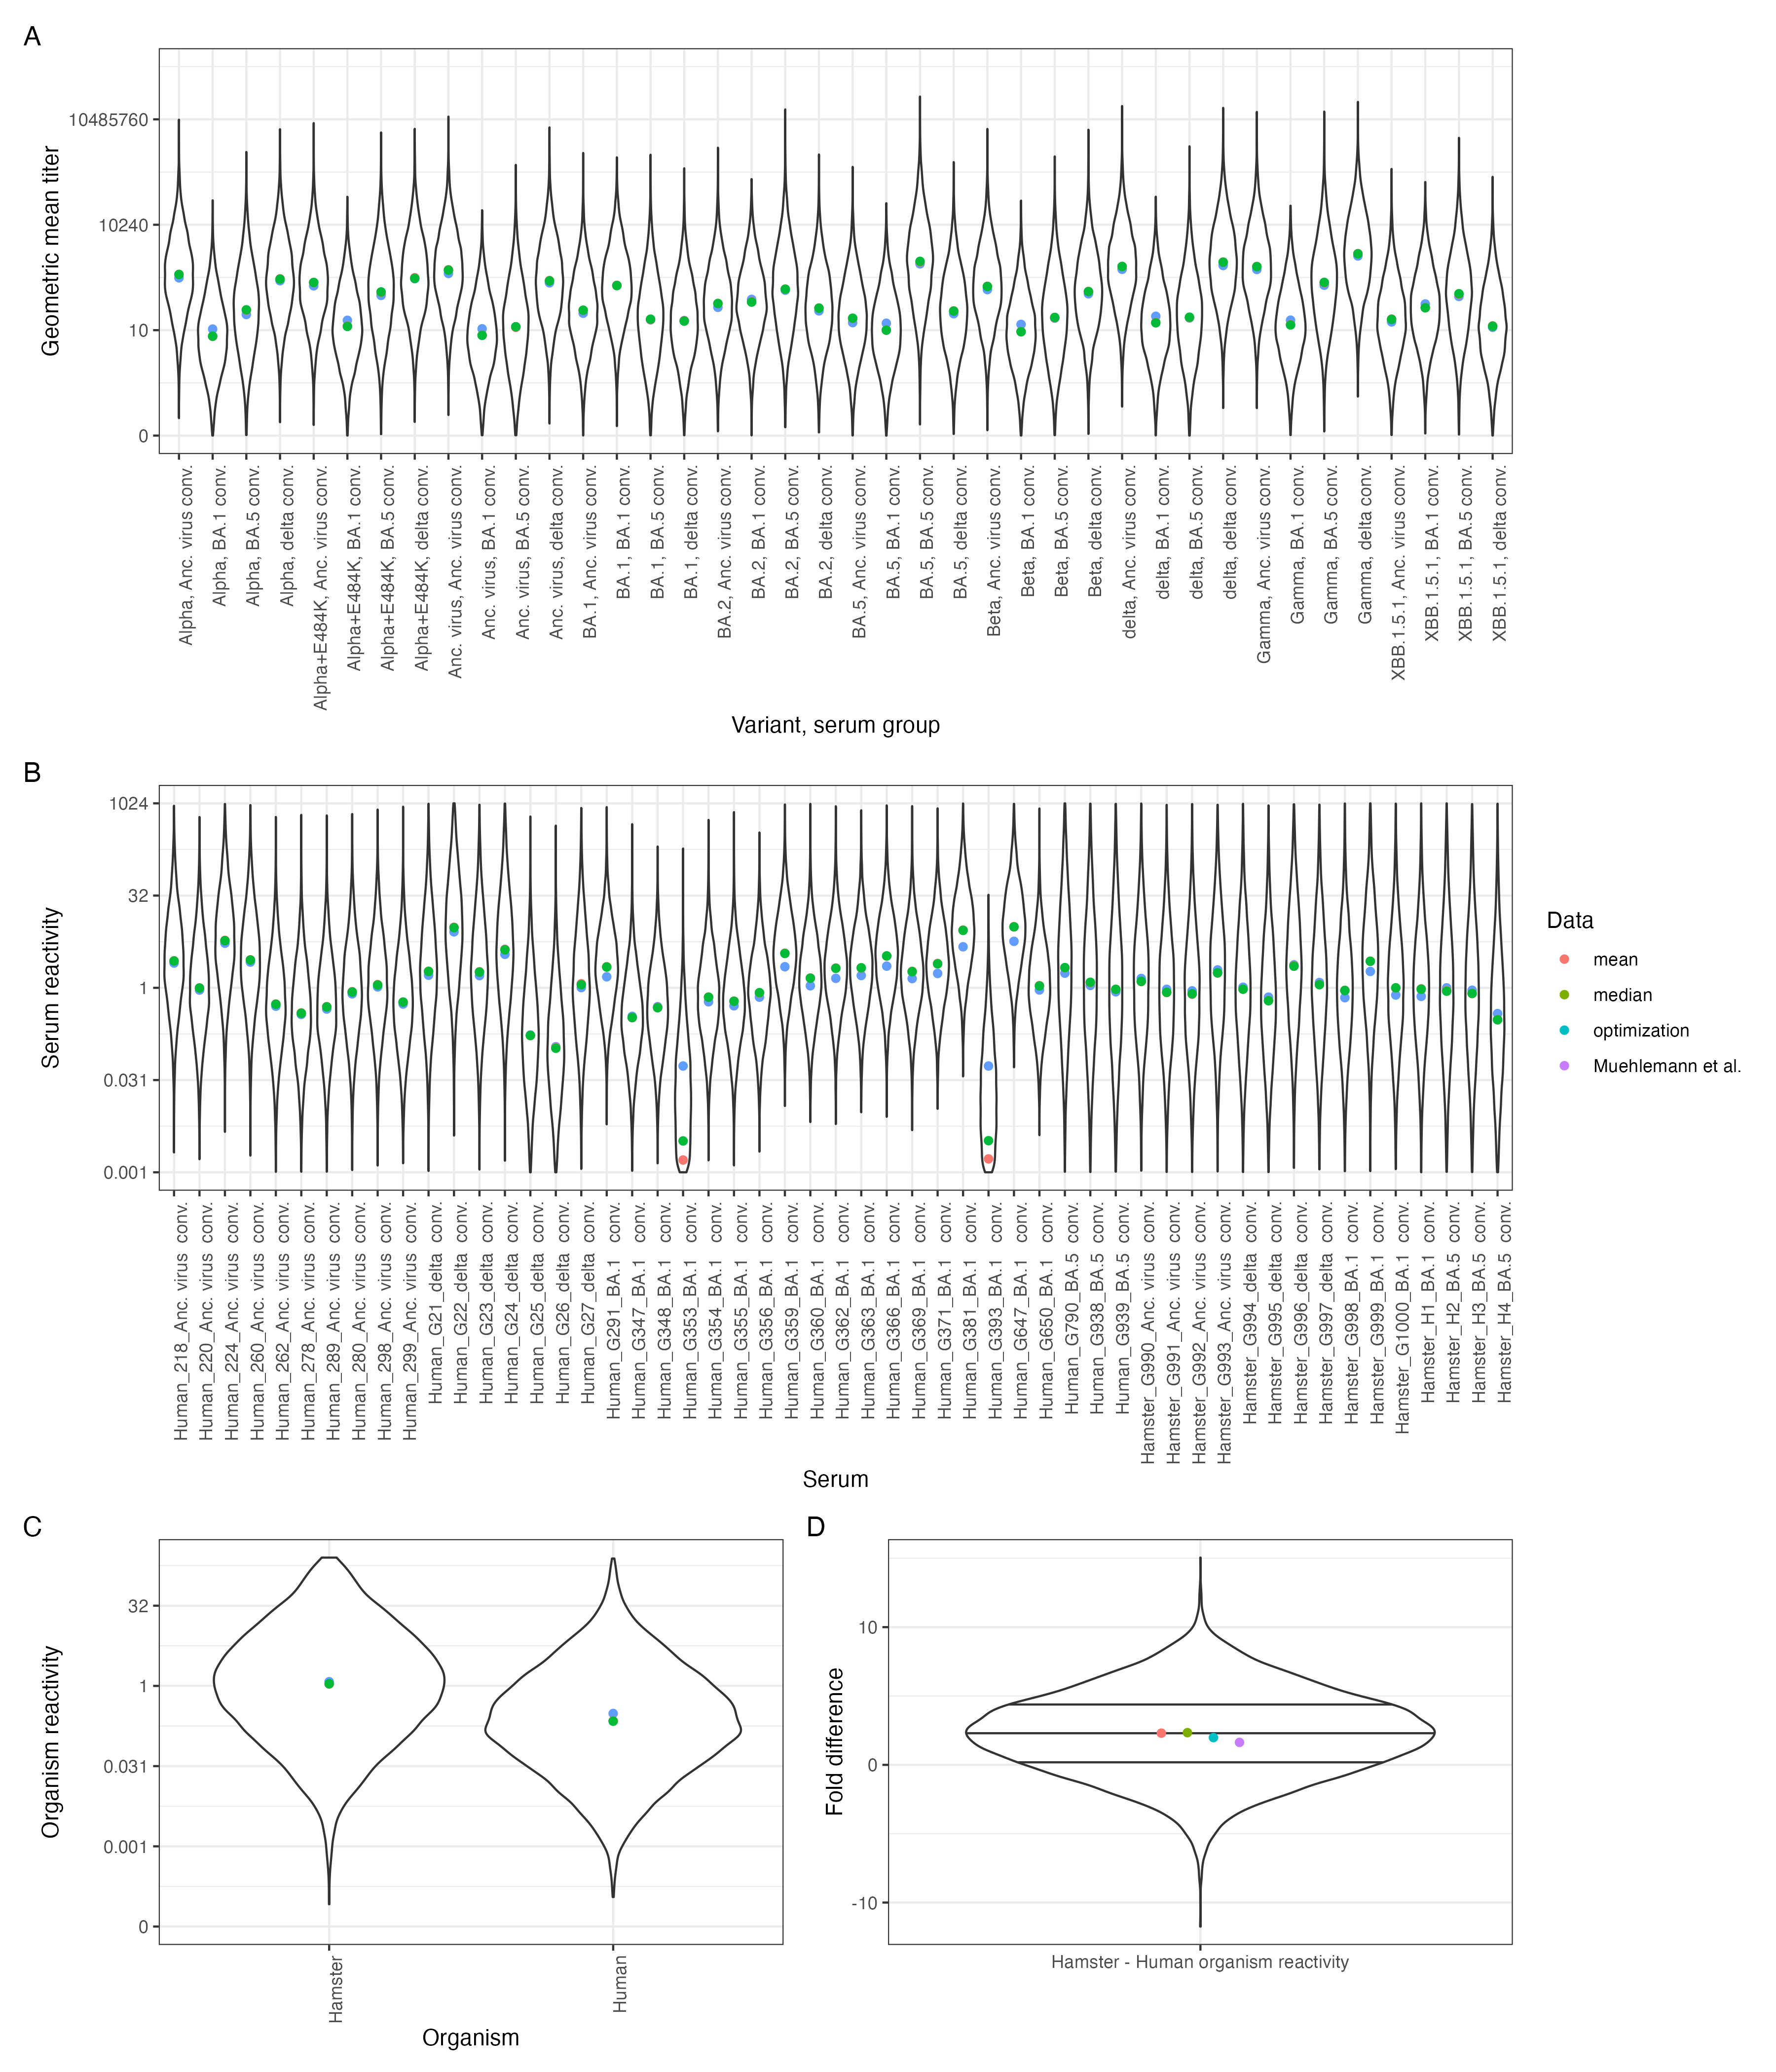 A
Geometric mean titer
10485760
10240
10
0
Alpha, Anc. virus conv.
Alpha, BA.1 conv.
Alpha, BA.5 conv.
Alpha, delta conv.
Alpha+E484K, Anc. virus conv.
Alpha+E484K, BA.1 conv.
Alpha+E484K, BA.5 conv.
Alpha+E484K, delta conv.
Anc. virus, Anc. virus conv.
Anc. virus, BA.1 conv.
Anc. virus, BA.5 conv.
Anc. virus, delta conv.
BA.1, Anc. virus conv.
BA.1, BA.1 conv.
BA.1, BA.5 conv.
BA.1, delta conv.
BA.2, Anc. virus conv.
BA.2, BA.1 conv.
BA.2, BA.5 conv.
BA.2, delta conv.
BA.5, Anc. virus conv.
BA.5, BA.1 conv.
BA.5, BA.5 conv.
BA.5, delta conv.
Beta, Anc. virus conv.
Beta, BA.1 conv.
Beta, BA.5 conv.
Beta, delta conv.
delta, Anc. virus conv.
delta, BA.1 conv.
delta, BA.5 conv.
delta, delta conv.
Gamma, Anc. virus conv.
Gamma, BA.1 conv.
Gamma, BA.5 conv.
Gamma, delta conv.
XBB.1.5.1, Anc. virus conv.
XBB.1.5.1, BA.1 conv.
XBB.1.5.1, BA.5 conv.
XBB.1.5.1, delta conv.
Variant, serum group
B
Serum reactivity
1024
32
1
0.031
0.001
Human_218_Anc. virus conv.
Human_220_Anc. virus conv.
Human_224_Anc. virus conv.
Human_260_Anc. virus conv.
Human_262_Anc. virus conv.
Human_278_Anc. virus conv.
Human_289_Anc. virus conv.
Human_280_Anc. virus conv.
Human_298_Anc. virus conv.
Human_299_Anc. virus conv.
Human_G21_delta conv.
Human_G22_delta conv.
Human_G23_delta conv.
Human_G24_delta conv.
Human_G25_delta conv.
Human_G26_delta conv.
Human_G27_delta conv.
Human_G291_BA.1 conv.
Human_G347_BA.1 conv.
Human_G348_BA.1 conv.
Human_G353_BA.1 conv.
Human_G354_BA.1 conv.
Human_G355_BA.1 conv.
Human_G356_BA.1 conv.
Human_G359_BA.1 conv.
Human_G360_BA.1 conv.
Human_G362_BA.1 conv.
Human_G363_BA.1 conv.
Human_G366_BA.1 conv.
Human_G369_BA.1 conv.
Human_G371_BA.1 conv.
Human_G381_BA.1 conv.
Human_G393_BA.1 conv.
Human_G647_BA.1 conv.
Human_G650_BA.1 conv.
Human_G790_BA.5 conv.
Human_G938_BA.5 conv.
Human_G939_BA.5 conv.
Hamster_G990_Anc. virus conv.
Hamster_G991_Anc. virus conv.
Hamster_G992_Anc. virus conv.
Hamster_G993_Anc. virus conv.
Hamster_G994_delta conv.
Hamster_G995_delta conv.
Hamster_G996_delta conv.
Hamster_G997_delta conv.
Hamster_G998_BA.1 conv.
Hamster_G999_BA.1 conv.
Hamster_G1000_BA.1 conv.
Hamster_H1_BA.1 conv.
Hamster_H2_BA.5 conv.
Hamster_H3_BA.5 conv.
Hamster_H4_BA.5 conv.
Serum
Data
mean
median
optimization
Muehlemann et al.
C
Organism reactivity
32
1
0.031
0.001
0
Hamster
Human
Organism
D
Fold difference
10
0
-10
Hamster - Human organism reactivity